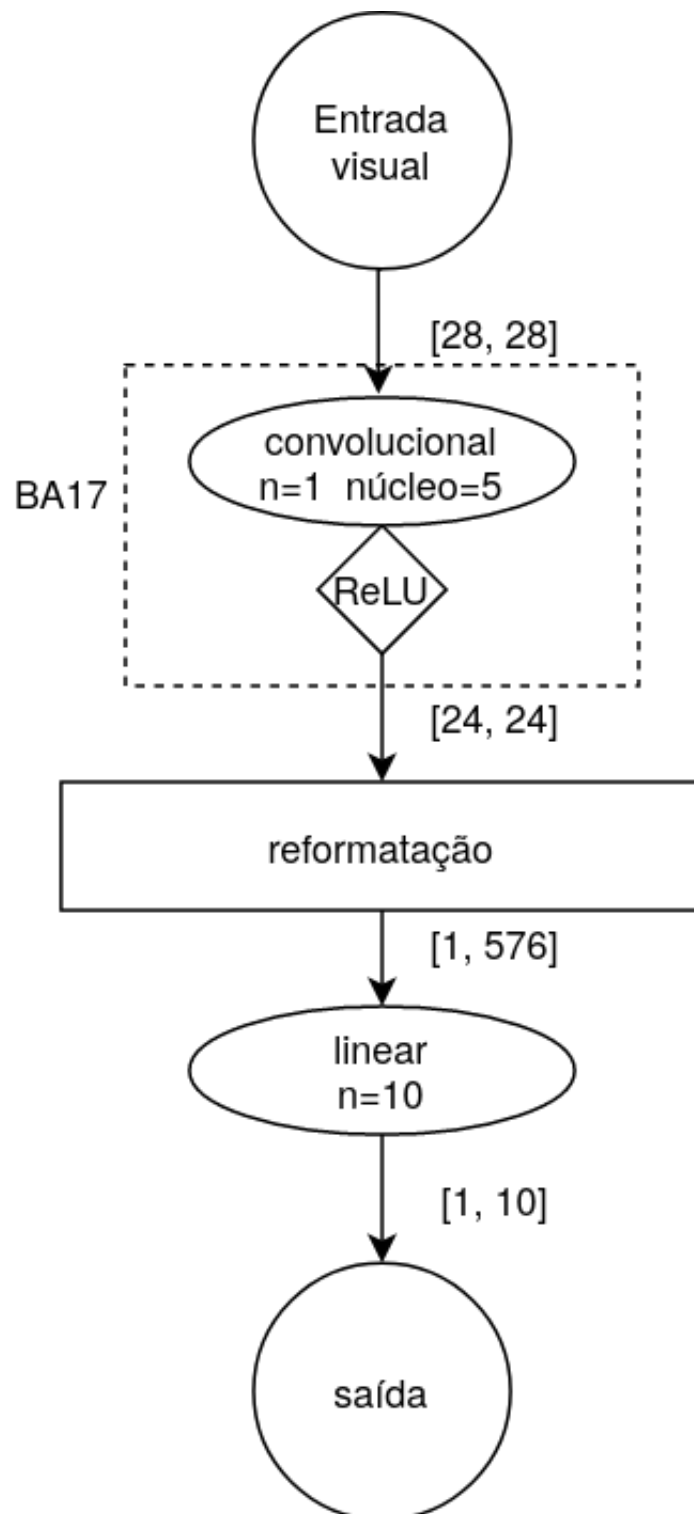 Entrada
visual
[28, 28]
convolucional
n=1 núcleo=5
BA17
ReLU
[24, 24]
reformatação
[1, 576]
linear
n=10
[1, 10]
saída